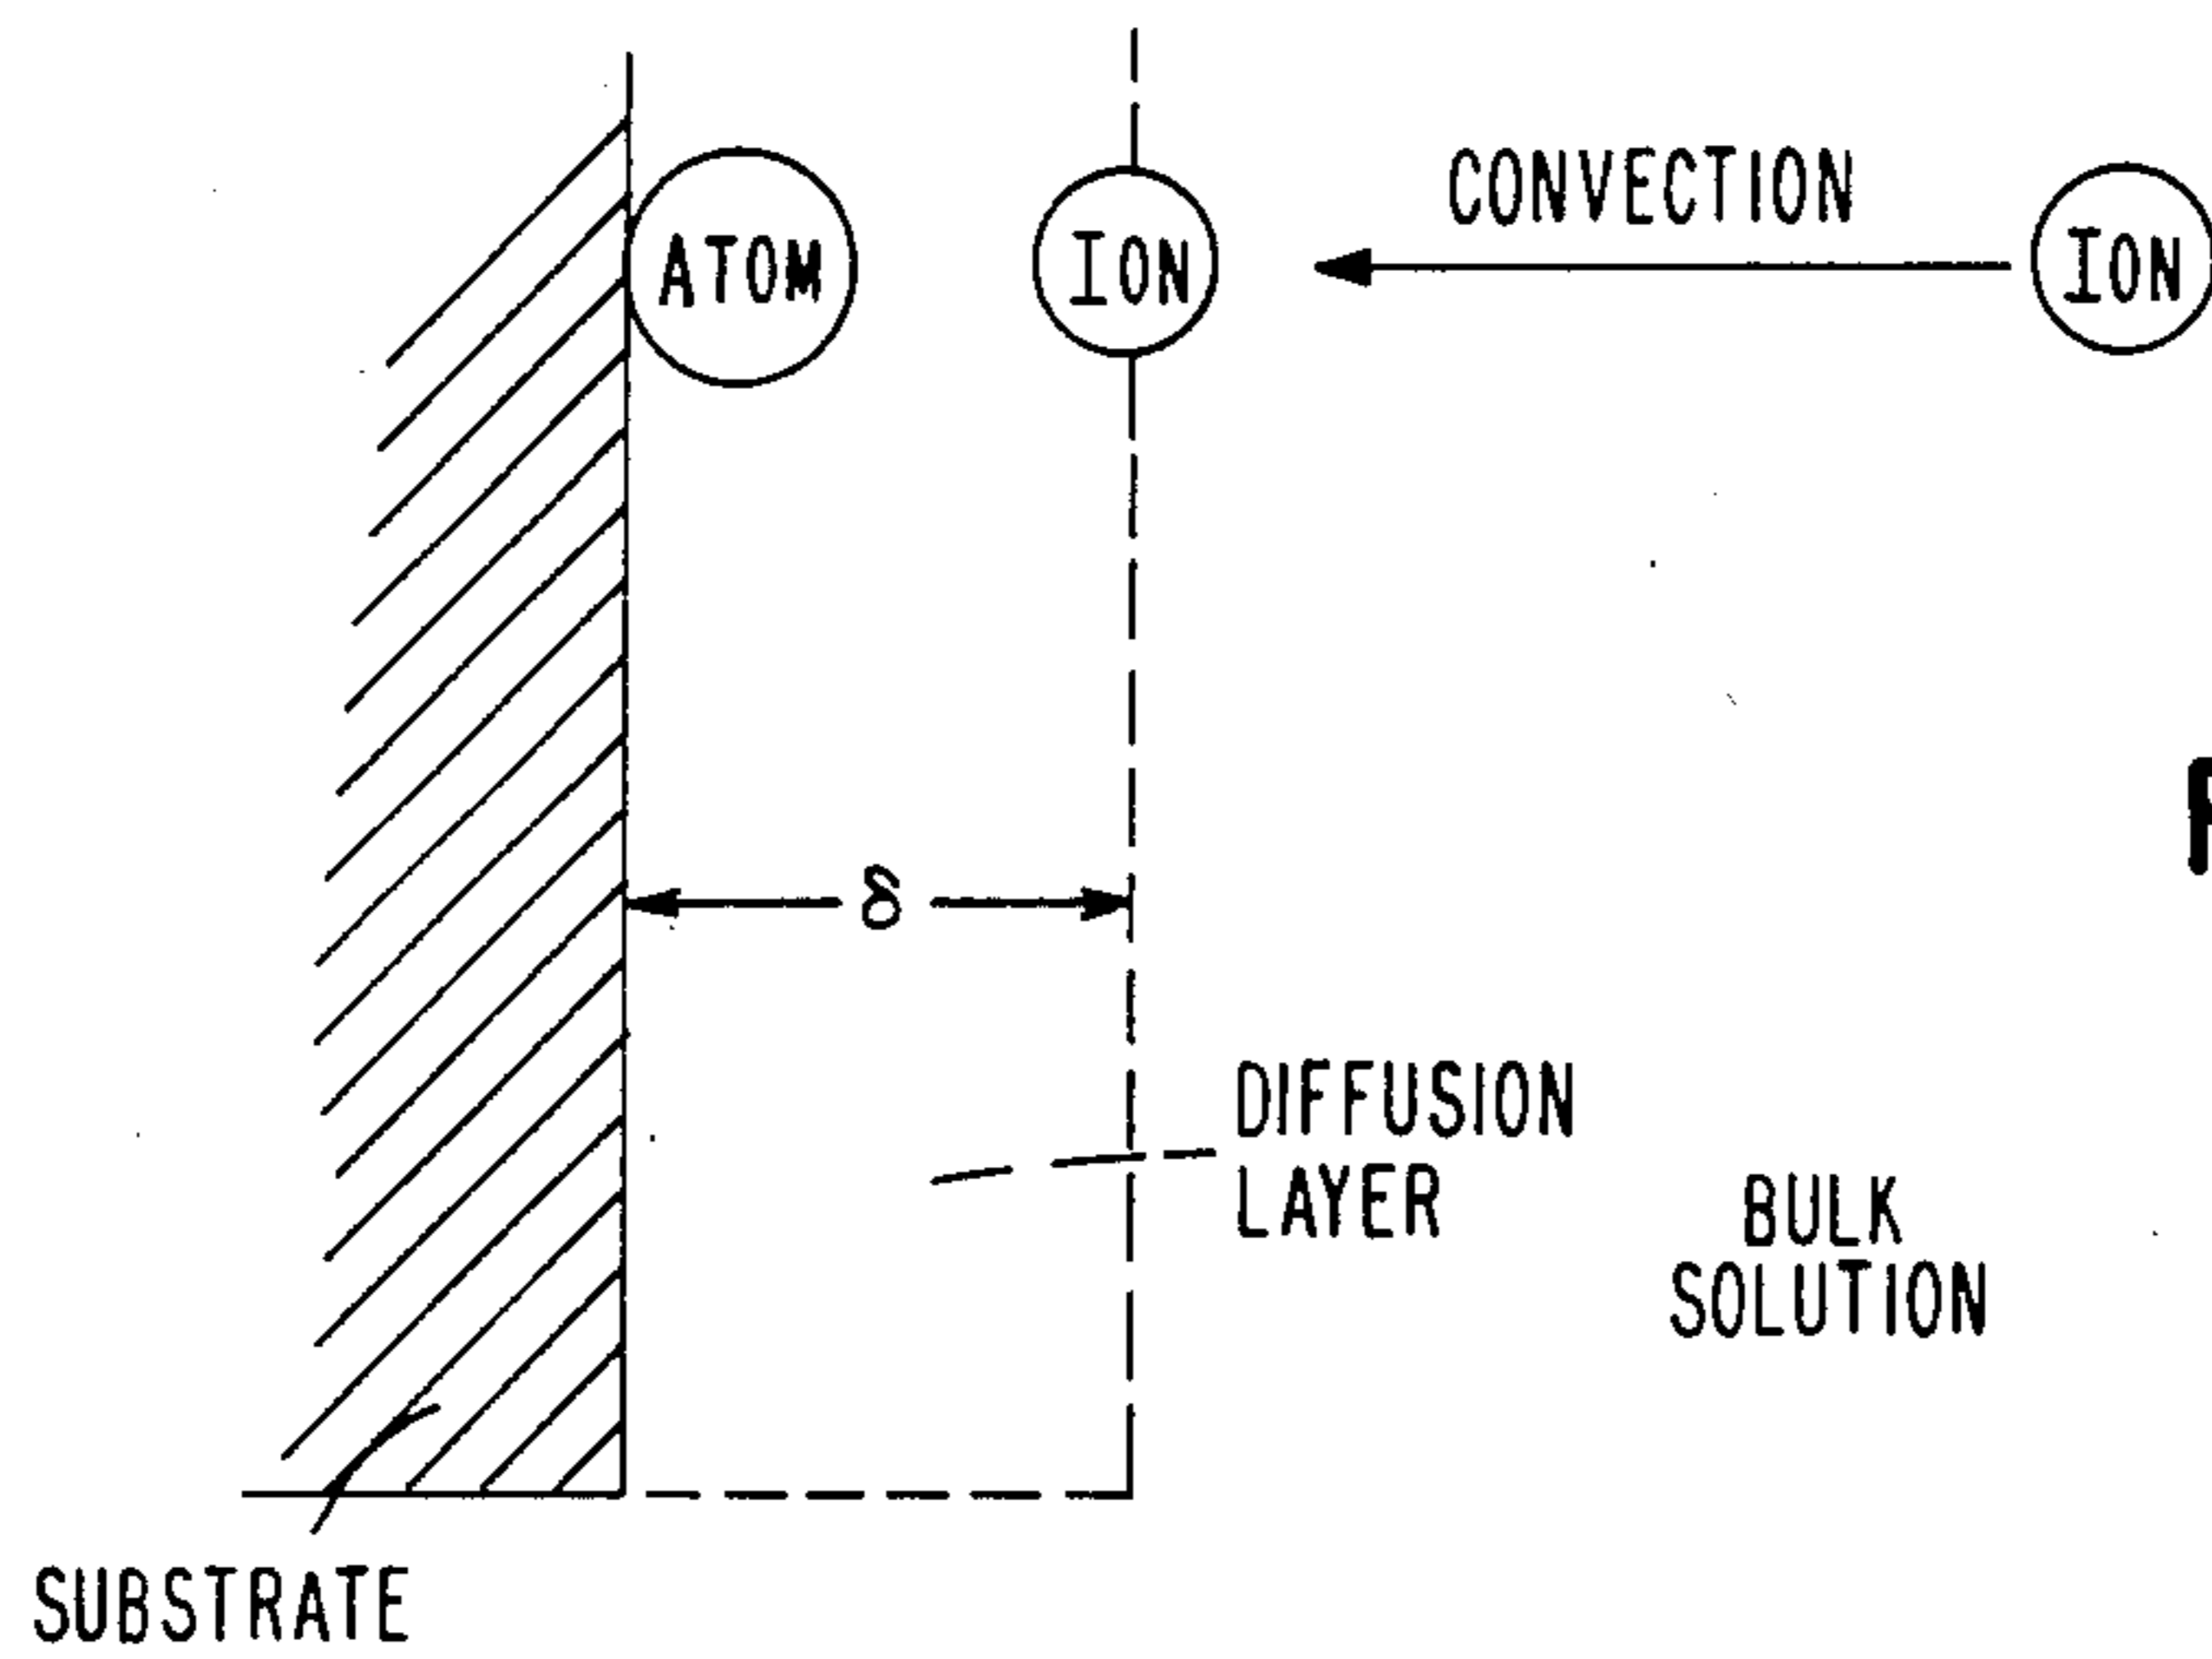 CONVECTION
ATOM
ION
ION
δ
DIFFUSION
LAYER
BULK
SOLUTION
SUBSTRATE